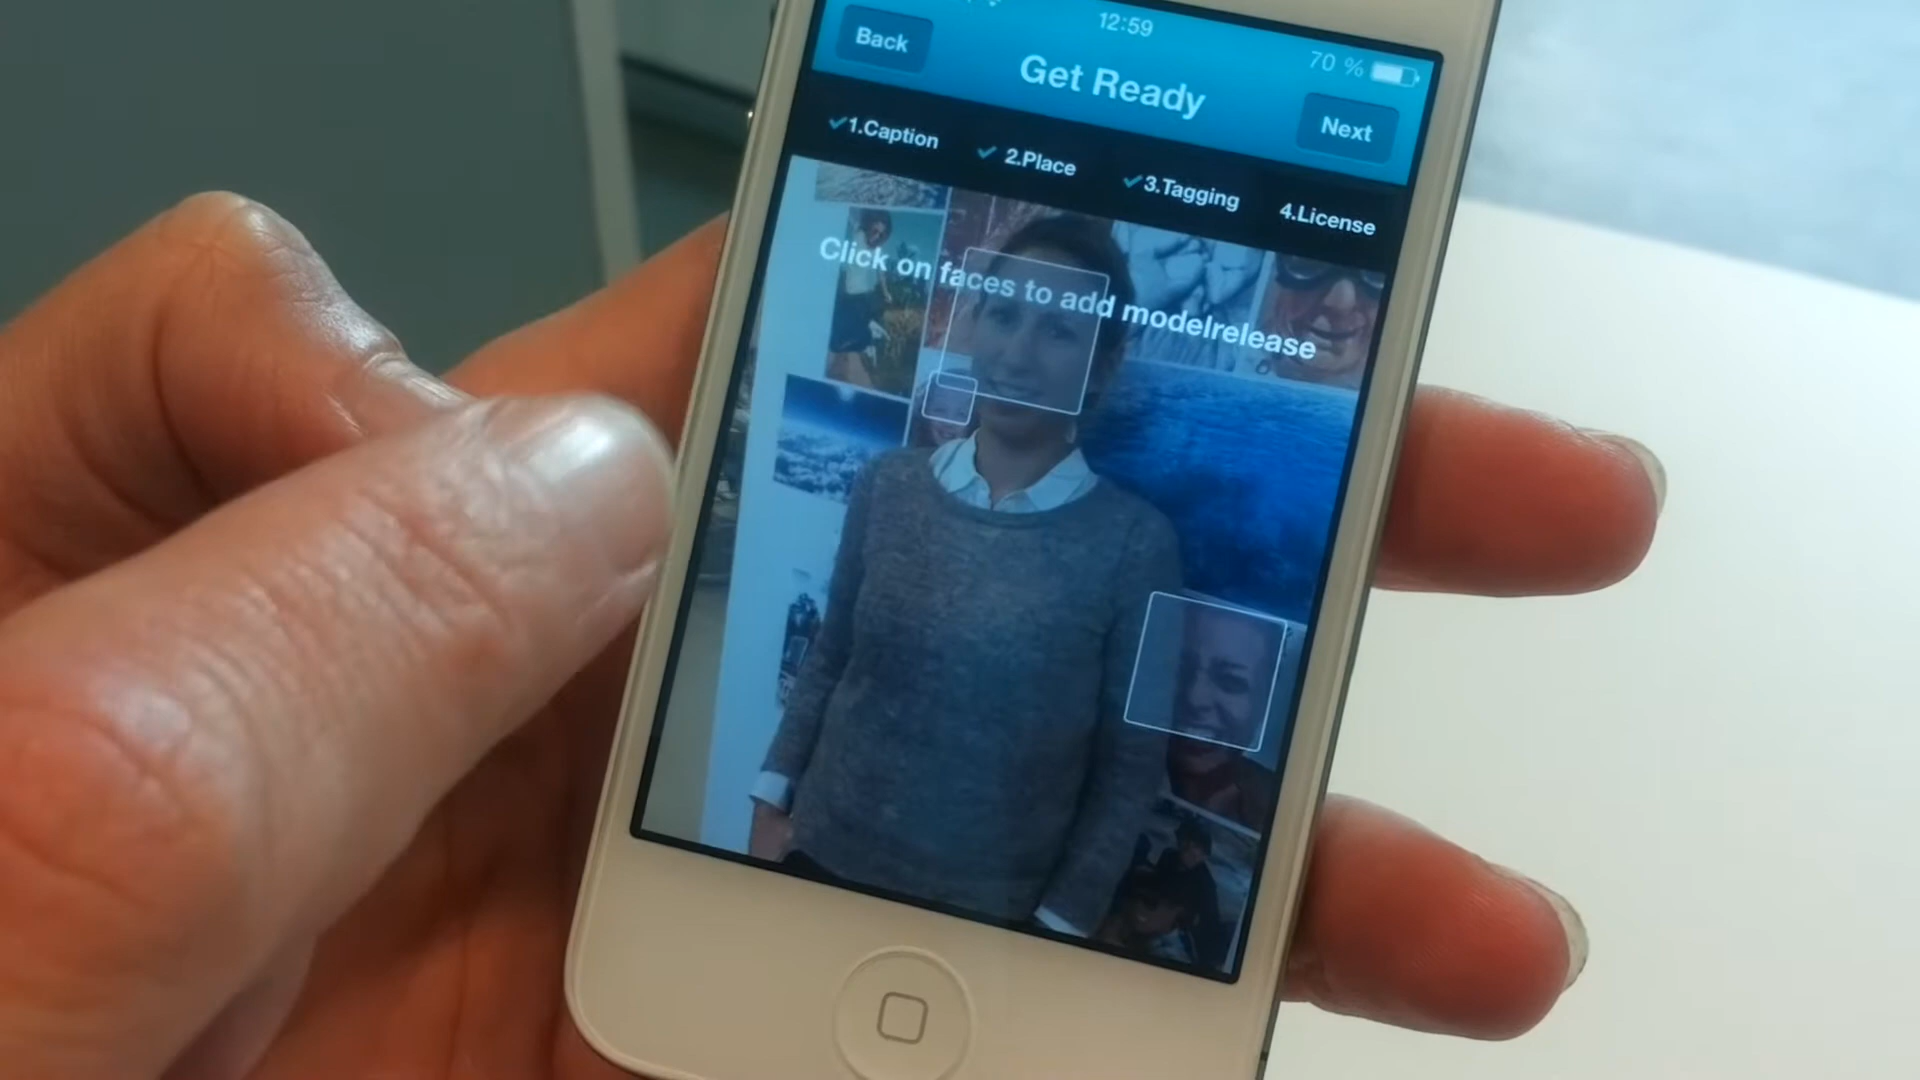 12:59
70 %
Back
Get Ready
Next
1.Caption
2.Place
3.Tagging
4.License
Click on faces to add modelrelease